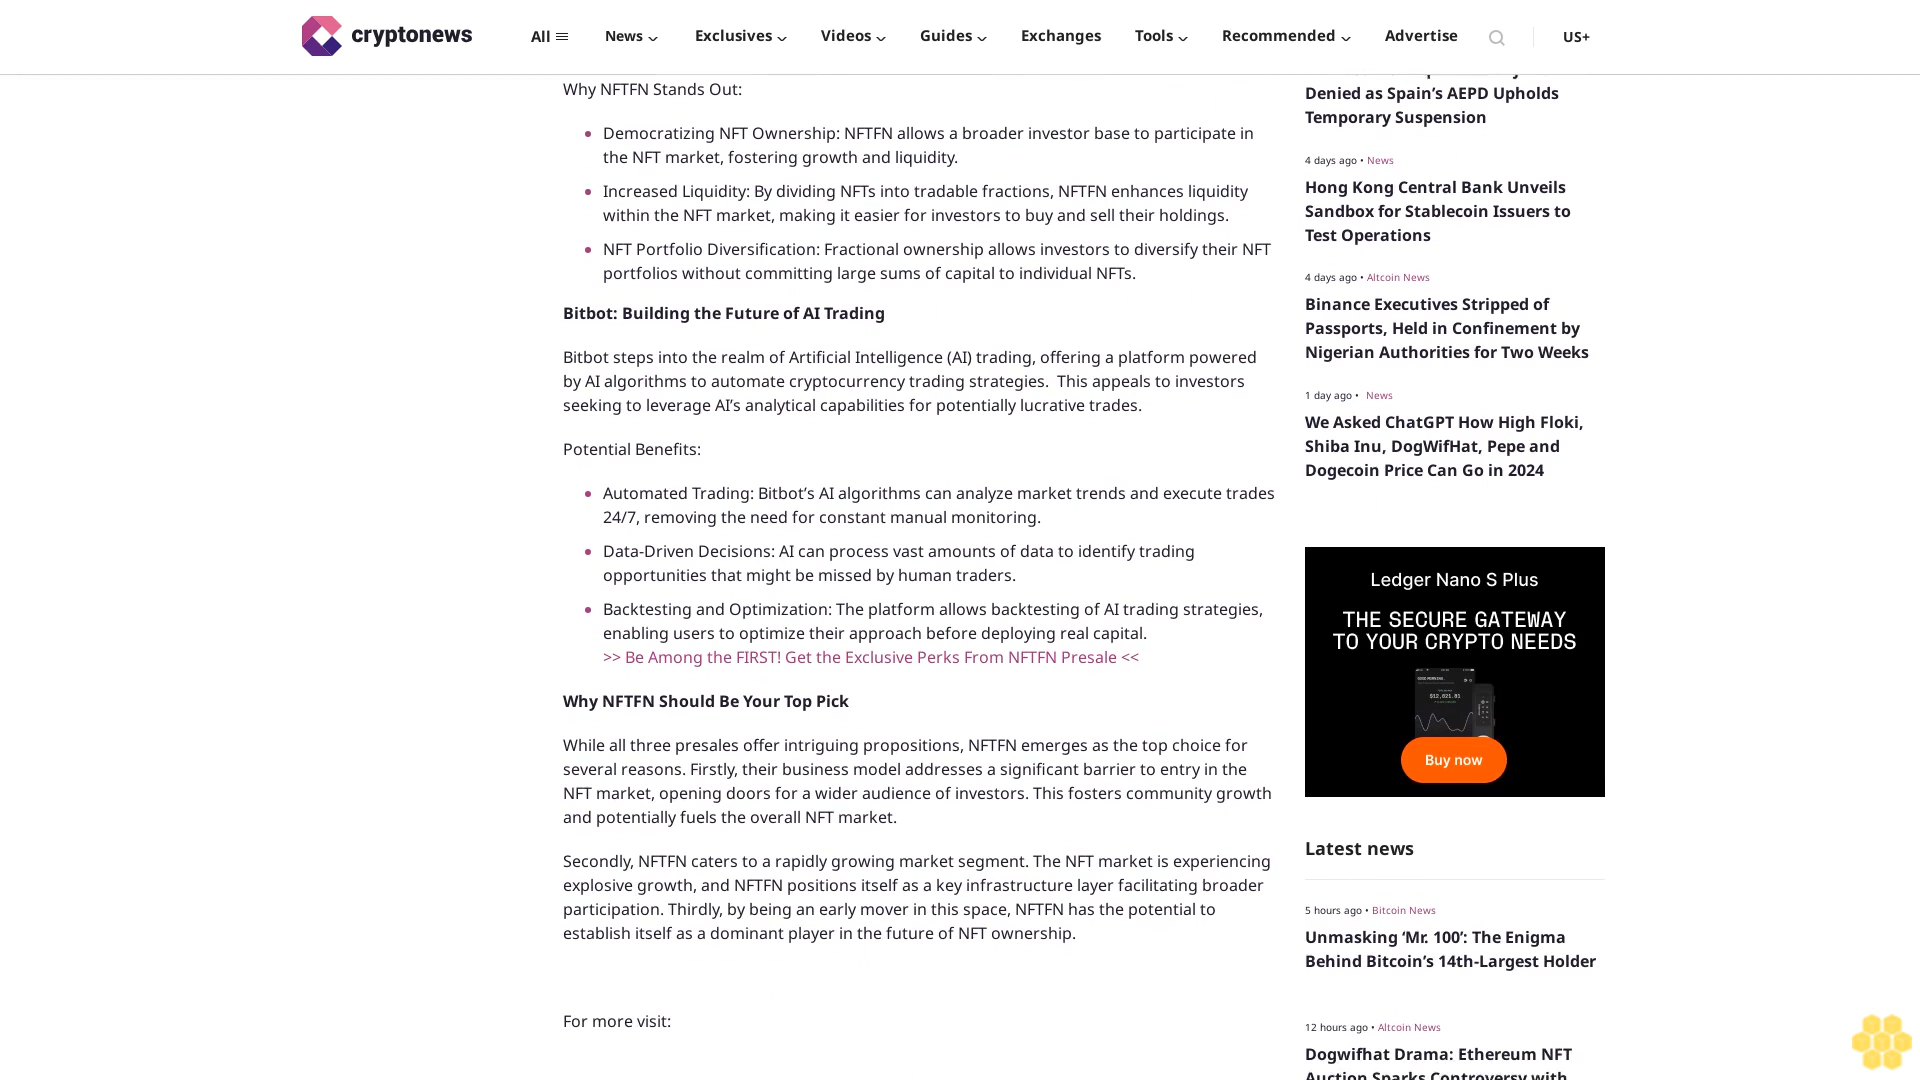 cryptonews
All
News
Exclusives
Videos
Guides
Exchanges
Tools
Recommended
Advertise
US+
Why NFTFN Stands Out:
Democratizing NFT Ownership: NFTFN allows a broader investor base to participate in
the NFT market, fostering growth and liquidity.
Increased Liquidity: By dividing NFTs into tradable fractions, NFTFN enhances liquidity
within the NFT market, making it easier for investors to buy and sell their holdings.
NFT Portfolio Diversification: Fractional ownership allows investors to diversify their NFT
portfolios without committing large sums of capital to individual NFTs.
Bitbot: Building the Future of AI Trading
Bitbot steps into the realm of Artificial Intelligence (AI) trading, offering a platform powered
by AI algorithms to automate cryptocurrency trading strategies.  This appeals to investors
seeking to leverage AI’s analytical capabilities for potentially lucrative trades.
Potential Benefits:
Automated Trading: Bitbot’s AI algorithms can analyze market trends and execute trades
24/7, removing the need for constant manual monitoring.
Data-Driven Decisions: AI can process vast amounts of data to identify trading
opportunities that might be missed by human traders.
Backtesting and Optimization: The platform allows backtesting of AI trading strategies,
enabling users to optimize their approach before deploying real capital.
>> Be Among the FIRST! Get the Exclusive Perks From NFTFN Presale <<
Why NFTFN Should Be Your Top Pick
While all three presales offer intriguing propositions, NFTFN emerges as the top choice for
several reasons. Firstly, their business model addresses a significant barrier to entry in the
NFT market, opening doors for a wider audience of investors. This fosters community growth
and potentially fuels the overall NFT market.
Secondly, NFTFN caters to a rapidly growing market segment. The NFT market is experiencing
explosive growth, and NFTFN positions itself as a key infrastructure layer facilitating broader
participation. Thirdly, by being an early mover in this space, NFTFN has the potential to
establish itself as a dominant player in the future of NFT ownership.
For more visit:
Denied as Spain’s AEPD Upholds
Temporary Suspension
4 days ago • News
Hong Kong Central Bank Unveils
Sandbox for Stablecoin Issuers to
Test Operations
4 days ago • Altcoin News
Binance Executives Stripped of
Passports, Held in Confinement by
Nigerian Authorities for Two Weeks
1 day ago • News
We Asked ChatGPT How High Floki,
Shiba Inu, DogWifHat, Pepe and
Dogecoin Price Can Go in 2024
Ledger Nano S Plus
THE SECURE GATEWAY
TO YOUR CRYPTO NEEDS
$12,021.01
Buy now
Latest news
5 hours ago • Bitcoin News
Unmasking ‘Mr. 100’: The Enigma
Behind Bitcoin’s 14th-Largest Holder
12 hours ago • Altcoin News
Dogwifhat Drama: Ethereum NFT
Auction Sparks Controversy with